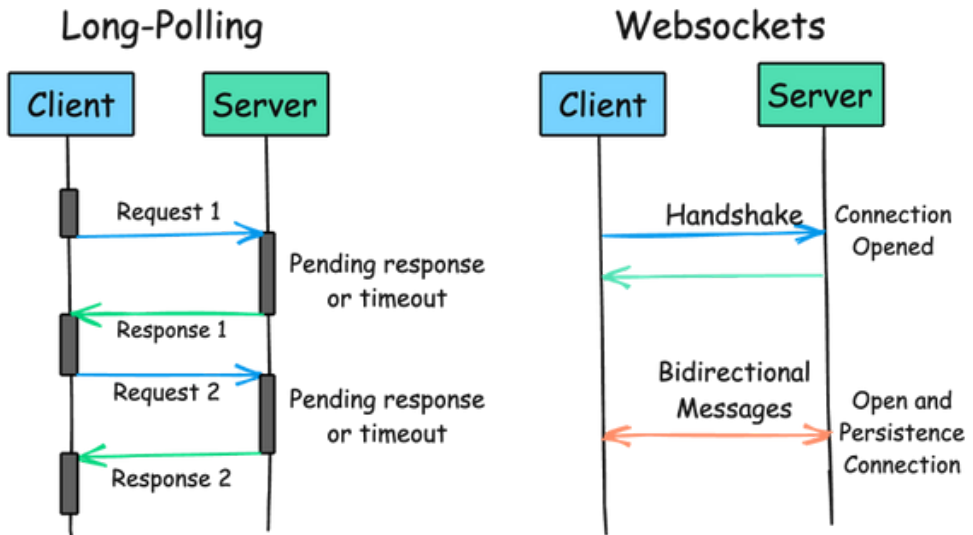 Long-Polling
Client
Server
Request 1
Pending response
or timeout
Response 1
Request 2
Pending response
or timeout
Response 2
Websockets
Client
Server
Handshake
Connection
Opened
Bidirectional
Messages
Open and
Persistence
Connection